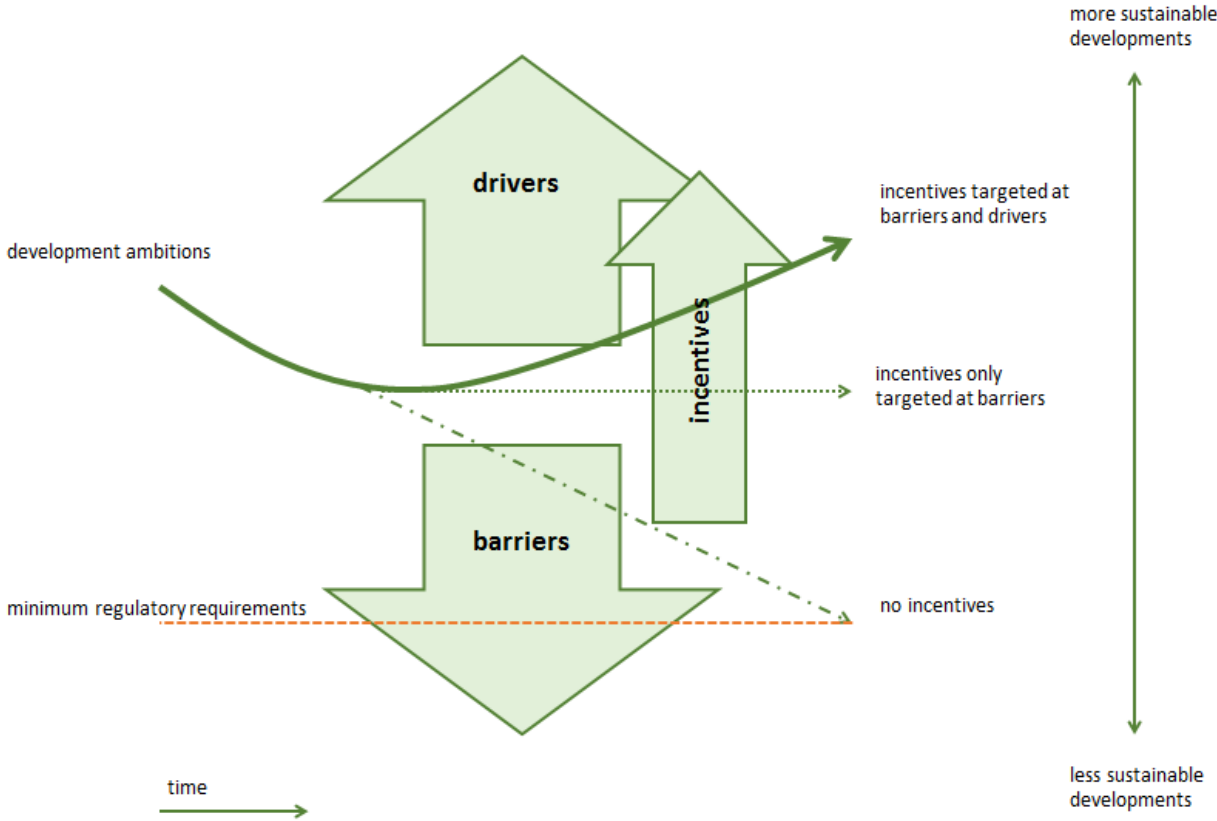 more sustainable
developments
drivers
incentives targeted at
barriers and drivers
development ambitions
incentives
incentives only
targeted at barriers
barriers
minimum regulatory requirements
no incentives
time
less sustainable
developments